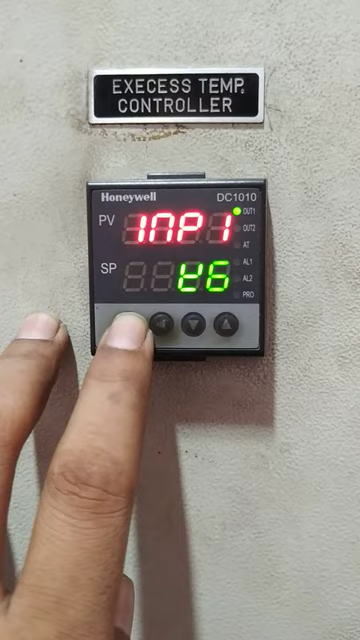 EXECESS TEMP.
CONTROLLER
Honeywell DC1010
PV INP1
OUT1
OUT2
AT
SP
AL1
AL2
PRO